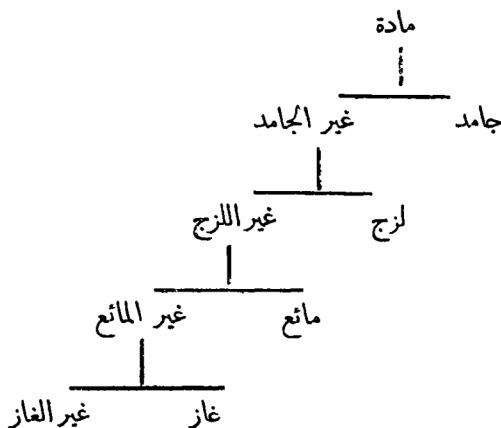 مادة
جامد غير الجامد
لزج غير اللزج
مائع غير المائع
غاز غير الغاز